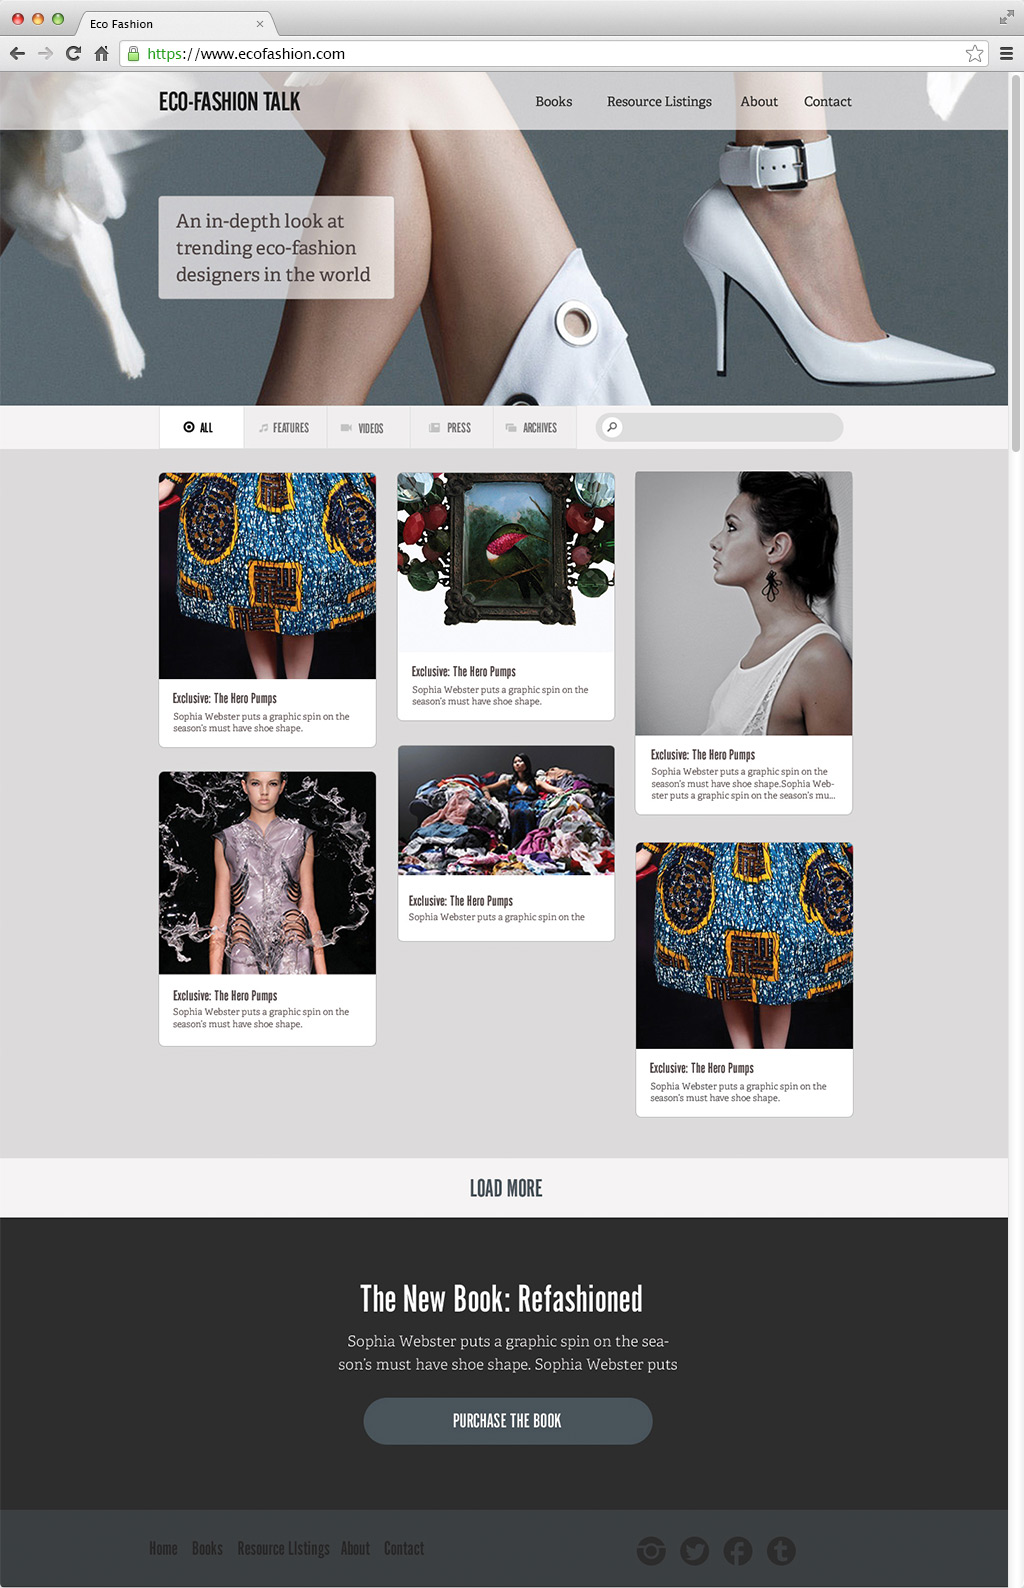 Eco Fashion
https://www.ecofashion.com
ECO-FASHION TALK
Books Resource Listings About Contact
An in-depth look at
trending eco-fashion
designers in the world
ALL FEATURES VIDEOS PRESS ARCHIVES
Exclusive: The Hero Pumps
Sophia Webster puts a graphic spin on the
season's must have shoe shape.
Exclusive: The Hero Pumps
Sophia Webster puts a graphic spin on the
season's must have shoe shape.
Exclusive: The Hero Pumps
Sophia Webster puts a graphic spin on the
season's must have shoe shape.Sophia Web-
ster puts a graphic spin on the season's mu...
Exclusive: The Hero Pumps
Sophia Webster puts a graphic spin on the
season's must have shoe shape.
Exclusive: The Hero Pumps
Sophia Webster puts a graphic spin on the
Exclusive: The Hero Pumps
Sophia Webster puts a graphic spin on the
season's must have shoe shape.
LOAD MORE
The New Book: Refashioned
Sophia Webster puts a graphic spin on the sea-
son's must have shoe shape. Sophia Webster puts
PURCHASE THE BOOK
Home Books Resource LIstings About Contact